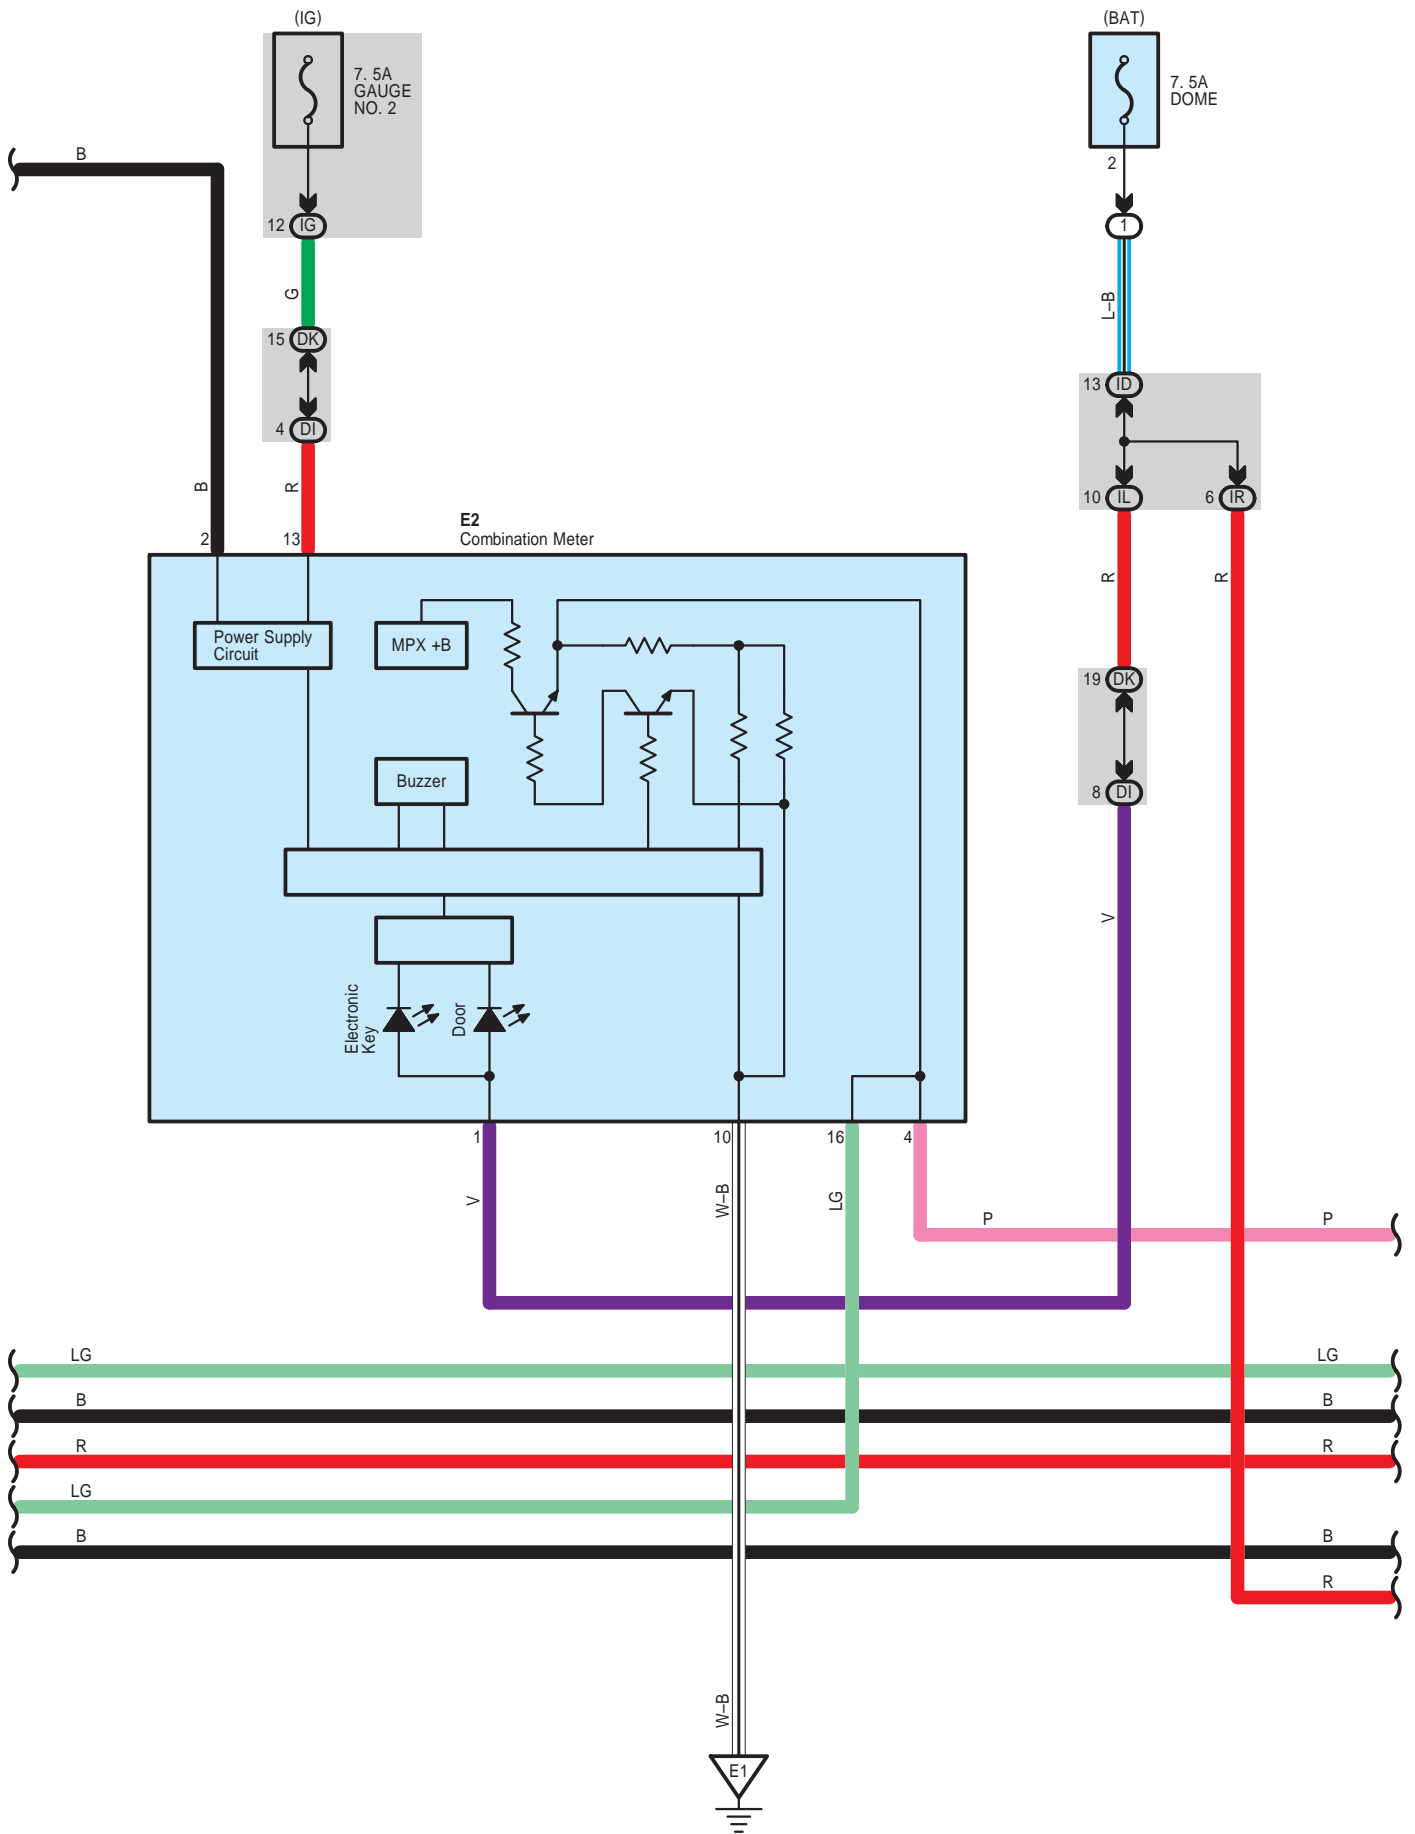 (IG)
(BAT)
7. 5A
GAUGE
NO. 2
7. 5A
DOME
B
2
12 IG
1
G
L–B
15 DK
13 ID
4 DI
B
R
10 IL
6 IR
E2
Combination Meter
2
13
R
R
Power Supply
Circuit
MPX +B
19 DK
Buzzer
8 DI
V
Electronic
Key
Door
1
10
16
4
V
W–B
LG
P
P
LG
LG
B
B
R
R
LG
B
B
R
W–B
E1